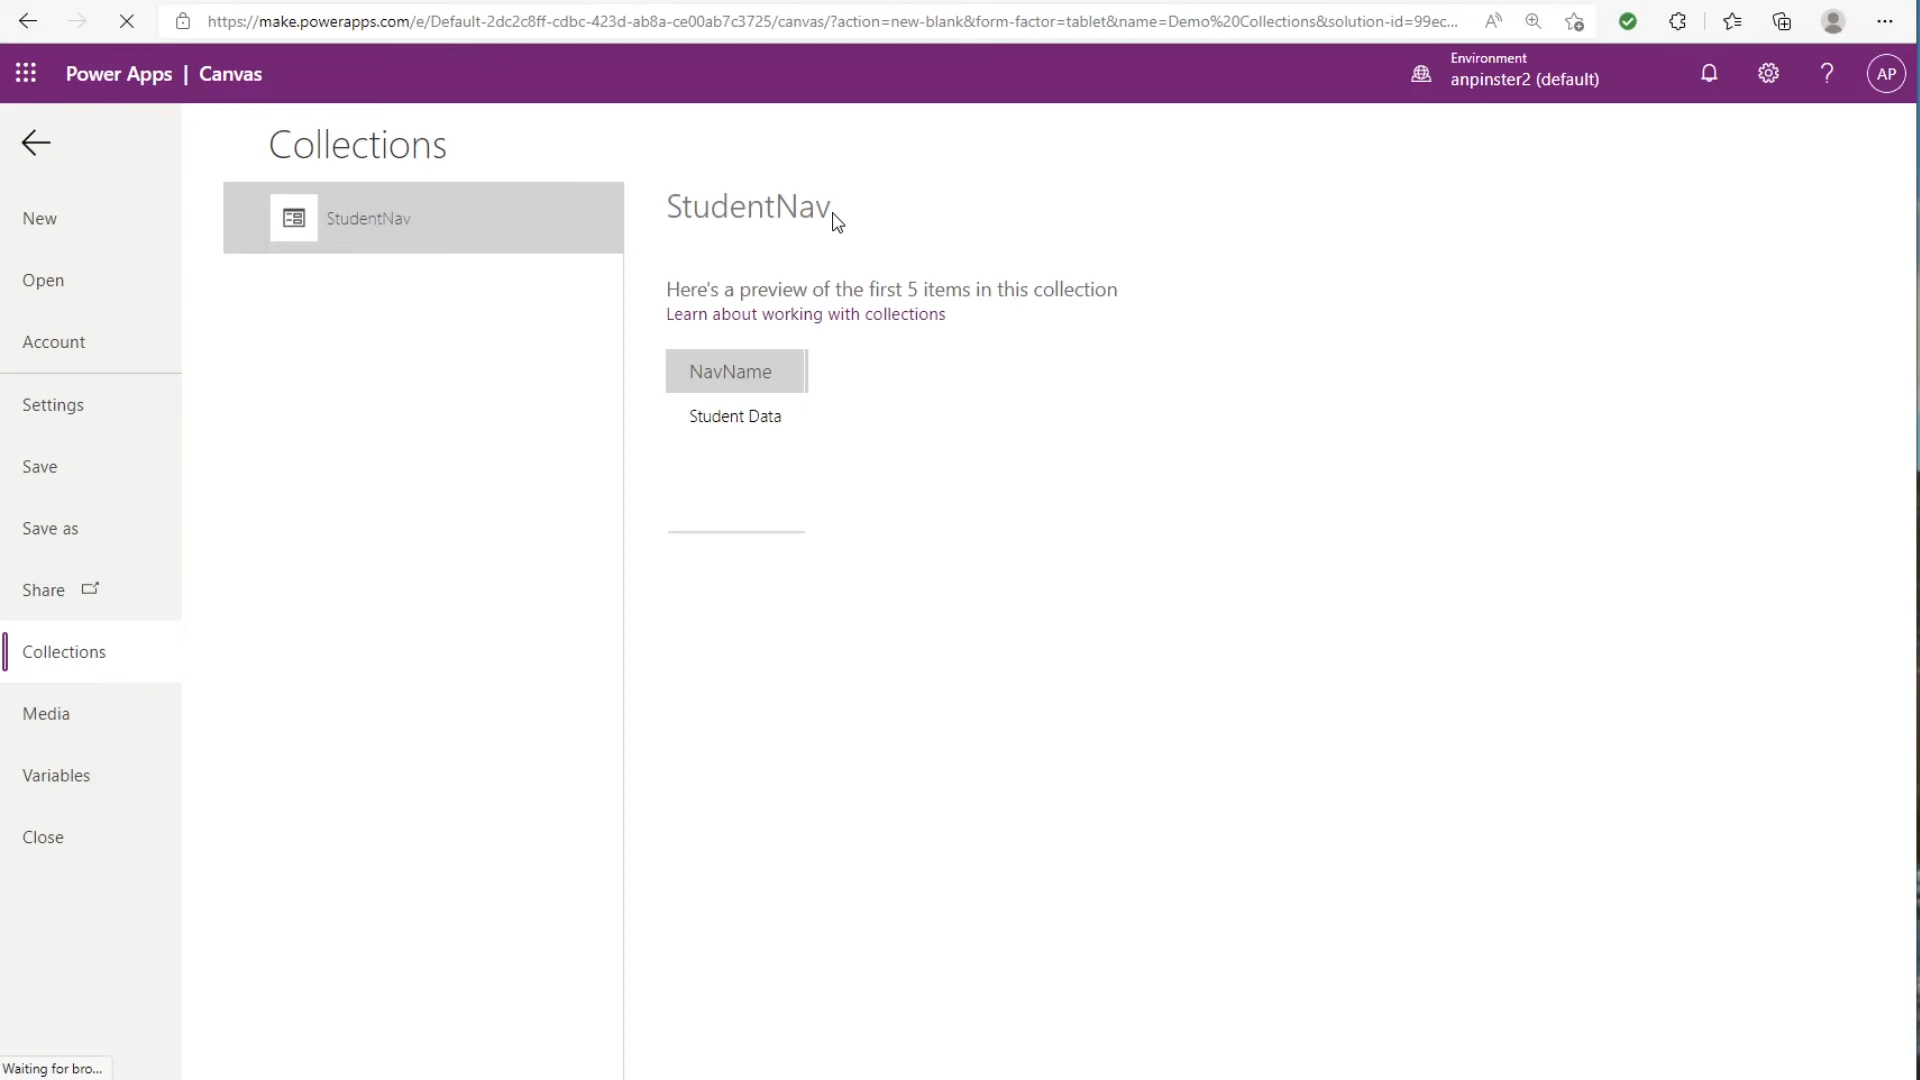 https://make.powerapps.com/e/Default-2dc2c8ff-cdbc-423d-ab8a-ce00ab7c3725/canvas/?action=new-blank&form-factor=tablet&name=Demo%20Collections&solution-id=99ec...
Power Apps | Canvas
Environment
anpinster2 (default)
AP
Collections
New
Open
Account
Settings
Save
Save as
Share
Collections
Media
Variables
Close
StudentNav
StudentNav
Here's a preview of the first 5 items in this collection
Learn about working with collections
NavName
Student Data
Waiting for bro...